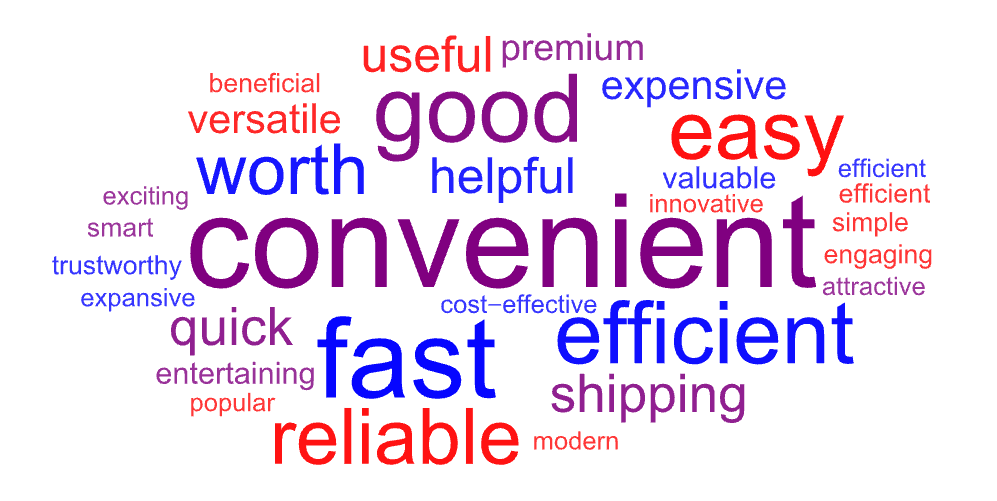 useful premium
beneficial good expensive
versatile easy
worth helpful valuable efficient
exciting innovative efficient
smart convenient simple
trustworthy engaging
expansive cost-effective attractive
quick fast efficient
entertaining shipping
popular
reliable modern